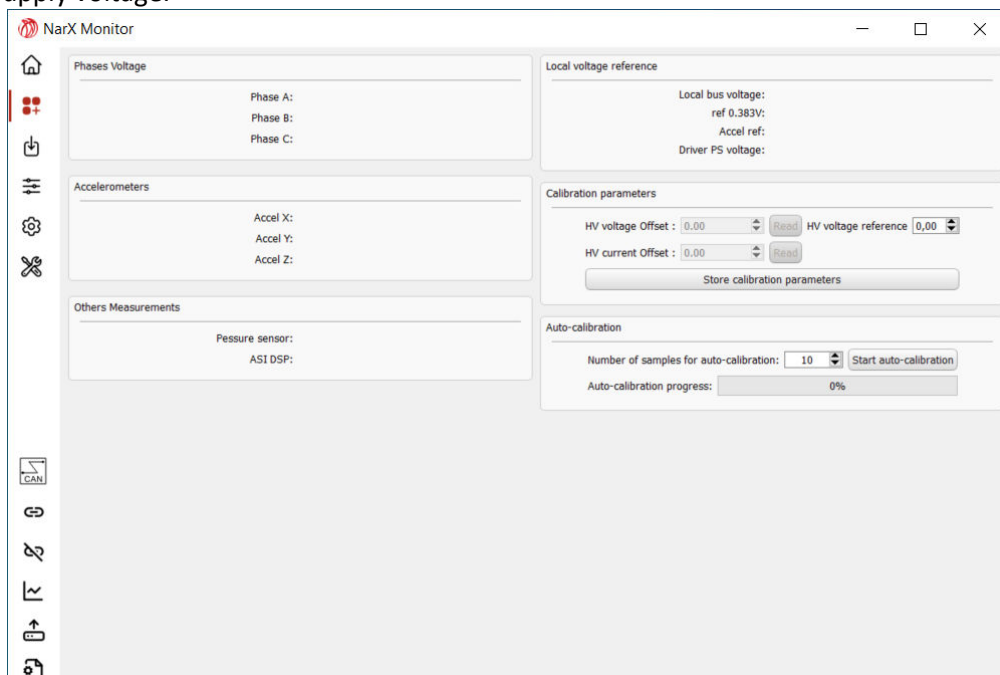 apply voltage.
NarX Monitor
Phases Voltage
Phase A:
Phase B:
Phase C:
Accelerometers
Accel X:
Accel Y:
Accel Z:
Others Measurements
Pessure sensor:
ASI DSP:
Local voltage reference
Local bus voltage:
ref 0.383V:
Accel ref:
Driver PS voltage:
Calibration parameters
HV voltage Offset : 0.00 Read HV voltage reference 0,00
HV current Offset : 0.00 Read
Store calibration parameters
Auto-calibration
Number of samples for auto-calibration: 10 Start auto-calibration
Auto-calibration progress: 0%
CAN